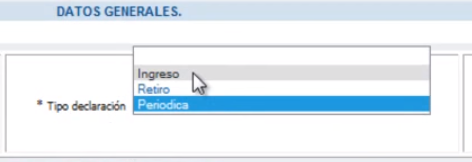 DATOS GENERALES.
Ingreso
Retiro
* Tipo declaración Periodica